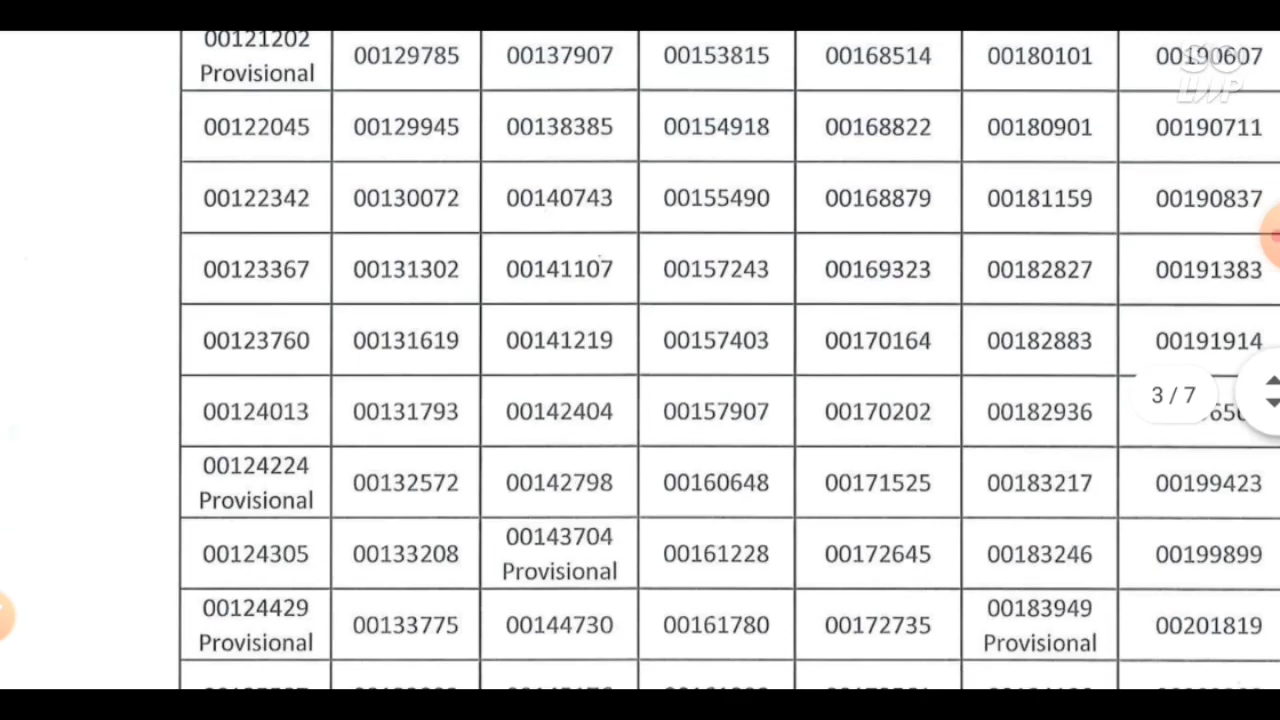 00121202 Provisional 00129785 00137907 00153815 00168514 00180101 00190607
00122045 00129945 00138385 00154918 00168822 00180901 00190711
00122342 00130072 00140743 00155490 00168879 00181159 00190837
00123367 00131302 00141107 00157243 00169323 00182827 00191383
00123760 00131619 00141219 00157403 00170164 00182883 00191914
00124013 00131793 00142404 00157907 00170202 00182936
3 / 7
00124224 Provisional 00132572 00142798 00160648 00171525 00183217 00199423
00124305 00133208 00143704 Provisional 00161228 00172645 00183246 00199899
00124429 Provisional 00133775 00144730 00161780 00172735 00183949 Provisional 00201819